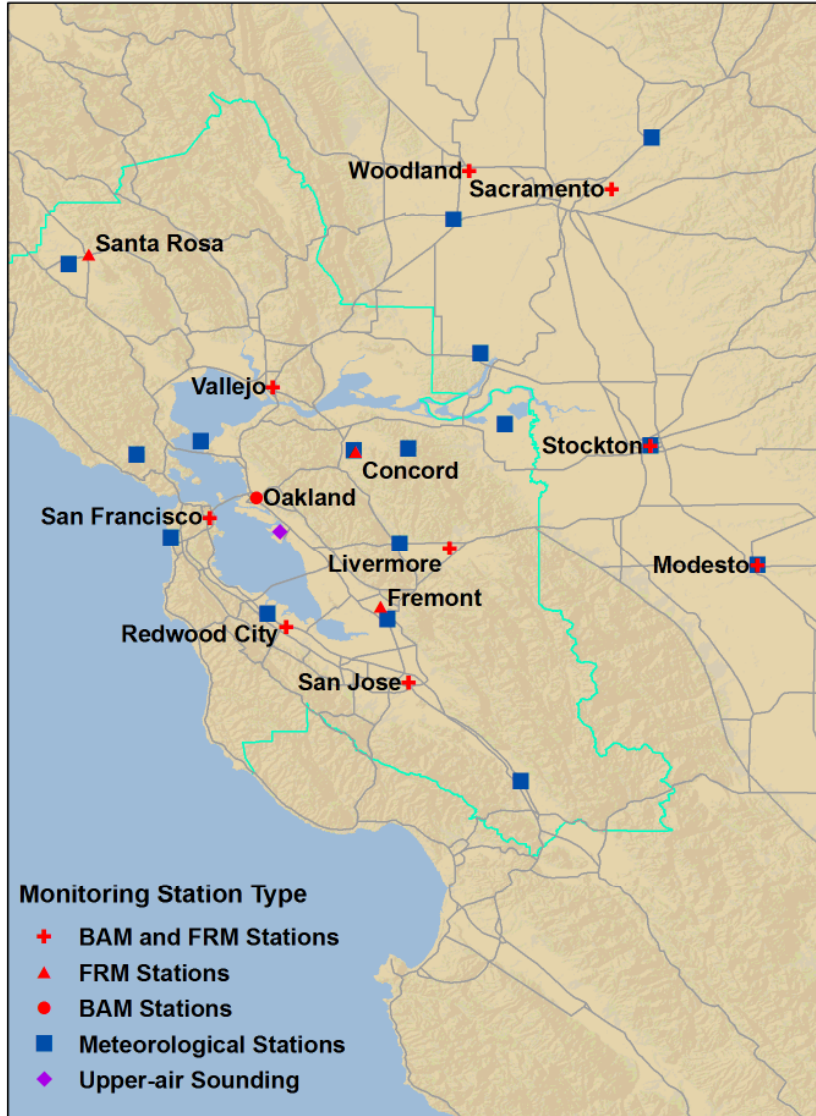 Woodland
Sacramento
Santa Rosa
Vallejo
Stockton
Concord
Oakland
San Francisco
Livermore
Modesto
Fremont
Redwood City
San Jose
Monitoring Station Type
BAM and FRM Stations
FRM Stations
BAM Stations
Meteorological Stations
Upper-air Sounding